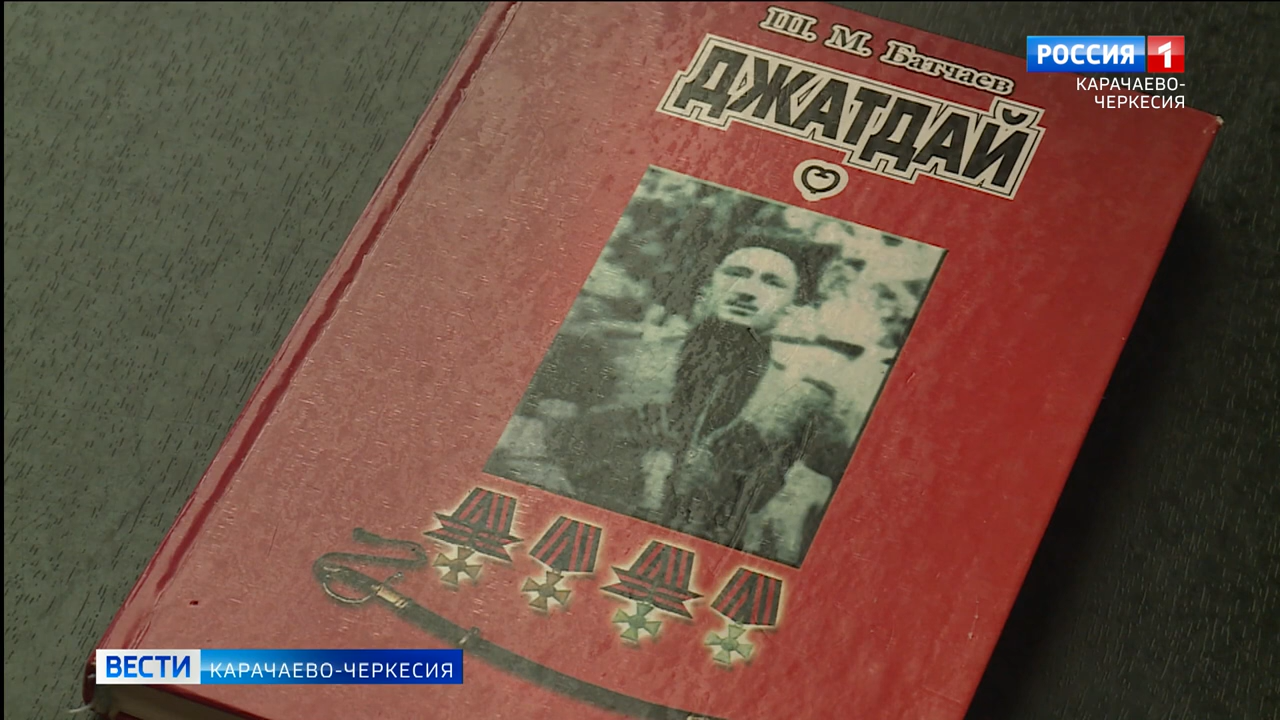 Ш. М. Батчаев
ДЖАТДАЙ
РОССИЯ 1
КАРАЧАЕВО-
ЧЕРКЕСИЯ
ВЕСТИ КАРАЧАЕВО-ЧЕРКЕСИЯ